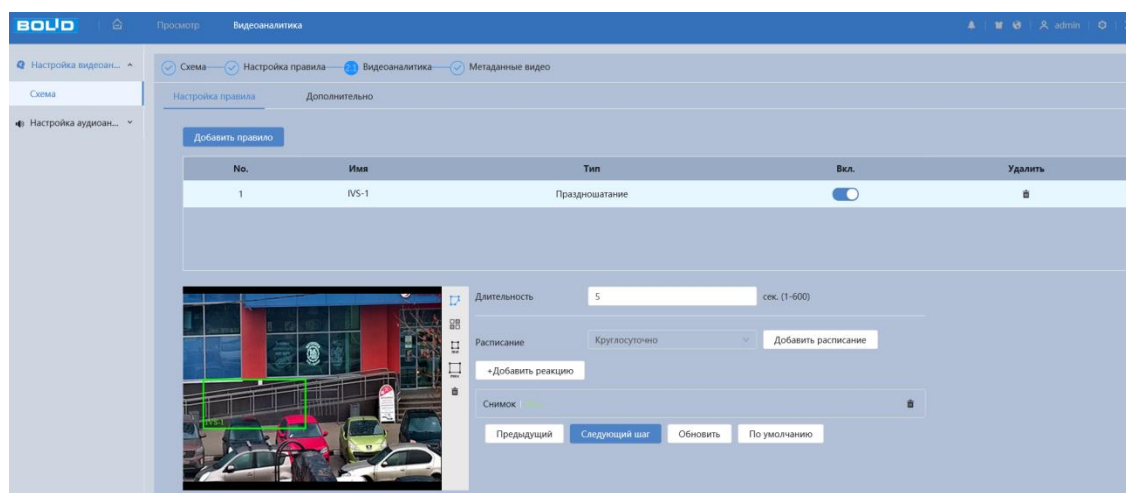 BOLID Просмотр Видеоаналитика admin
Настройка видеоан...
Схема Настройка правила 2.1 Видеоаналитика Метаданные видео
Схема
Настройка правила Дополнительно
Настройка аудиоан...
Добавить правило
No. Имя Тип Вкл. Удалить
1 IVS-1 Праздношатание
Длительность 5 сек. (1-600)
Расписание Круглосуточно Добавить расписание
+Добавить реакцию
Снимок
IVS-1
Предыдущий Следующий шаг Обновить По умолчанию